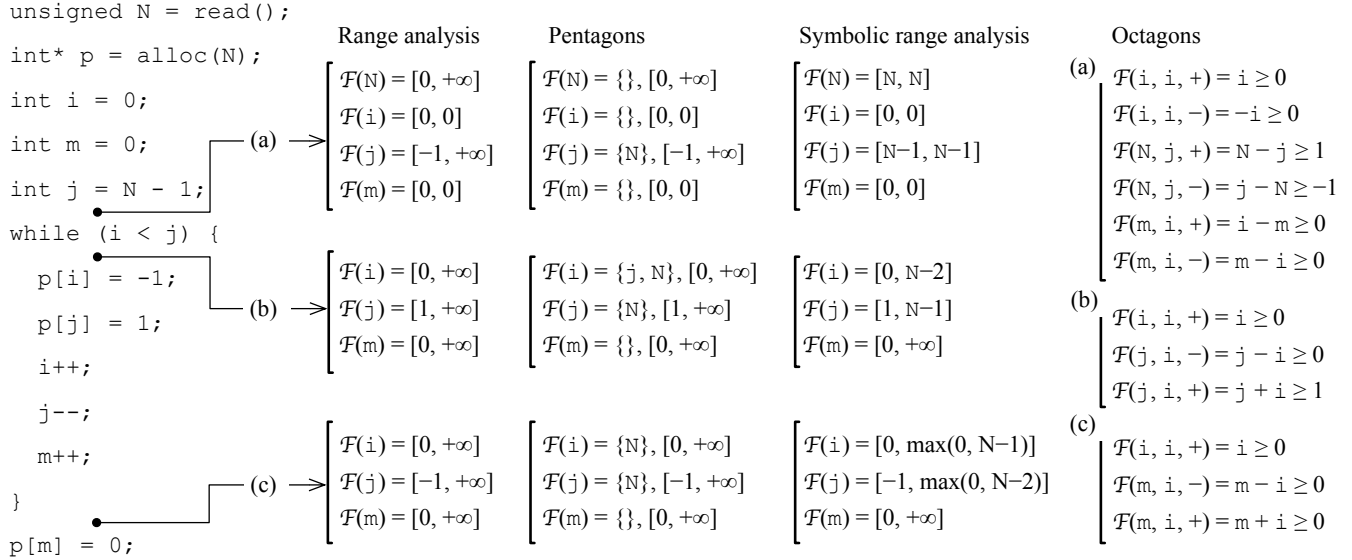 unsigned N = read();
int* p = alloc(N);
int i = 0;
int m = 0;
int j = N - 1;
while (i < j) {
p[i] = -1;
p[j] = 1;
i++;
j--;
m++;
}
p[m] = 0;
(a)
(b)
(c)
Range analysis
ℱ(N) = [0, +∞]
ℱ(i) = [0, 0]
ℱ(j) = [−1, +∞]
ℱ(m) = [0, 0]
ℱ(i) = [0, +∞]
ℱ(j) = [1, +∞]
ℱ(m) = [0, +∞]
ℱ(i) = [0, +∞]
ℱ(j) = [−1, +∞]
ℱ(m) = [0, +∞]
Pentagons
ℱ(N) = {}, [0, +∞]
ℱ(i) = {}, [0, 0]
ℱ(j) = {N}, [−1, +∞]
ℱ(m) = {}, [0, 0]
ℱ(i) = {j, N}, [0, +∞]
ℱ(j) = {N}, [1, +∞]
ℱ(m) = {}, [0, +∞]
ℱ(i) = {N}, [0, +∞]
ℱ(j) = {N}, [−1, +∞]
ℱ(m) = {}, [0, +∞]
Symbolic range analysis
ℱ(N) = [N, N]
ℱ(i) = [0, 0]
ℱ(j) = [N−1, N−1]
ℱ(m) = [0, 0]
ℱ(i) = [0, N−2]
ℱ(j) = [1, N−1]
ℱ(m) = [0, +∞]
ℱ(i) = [0, max(0, N−1)]
ℱ(j) = [−1, max(0, N−2)]
ℱ(m) = [0, +∞]
Octagons
(a)
ℱ(i, i, +) = i ≥ 0
ℱ(i, i, −) = −i ≥ 0
ℱ(N, j, +) = N − j ≥ 1
ℱ(N, j, −) = j − N ≥ −1
ℱ(m, i, +) = i − m ≥ 0
ℱ(m, i, −) = m − i ≥ 0
(b)
ℱ(i, i, +) = i ≥ 0
ℱ(j, i, −) = j − i ≥ 0
ℱ(j, i, +) = j + i ≥ 1
(c)
ℱ(i, i, +) = i ≥ 0
ℱ(m, i, −) = m − i ≥ 0
ℱ(m, i, +) = m + i ≥ 0